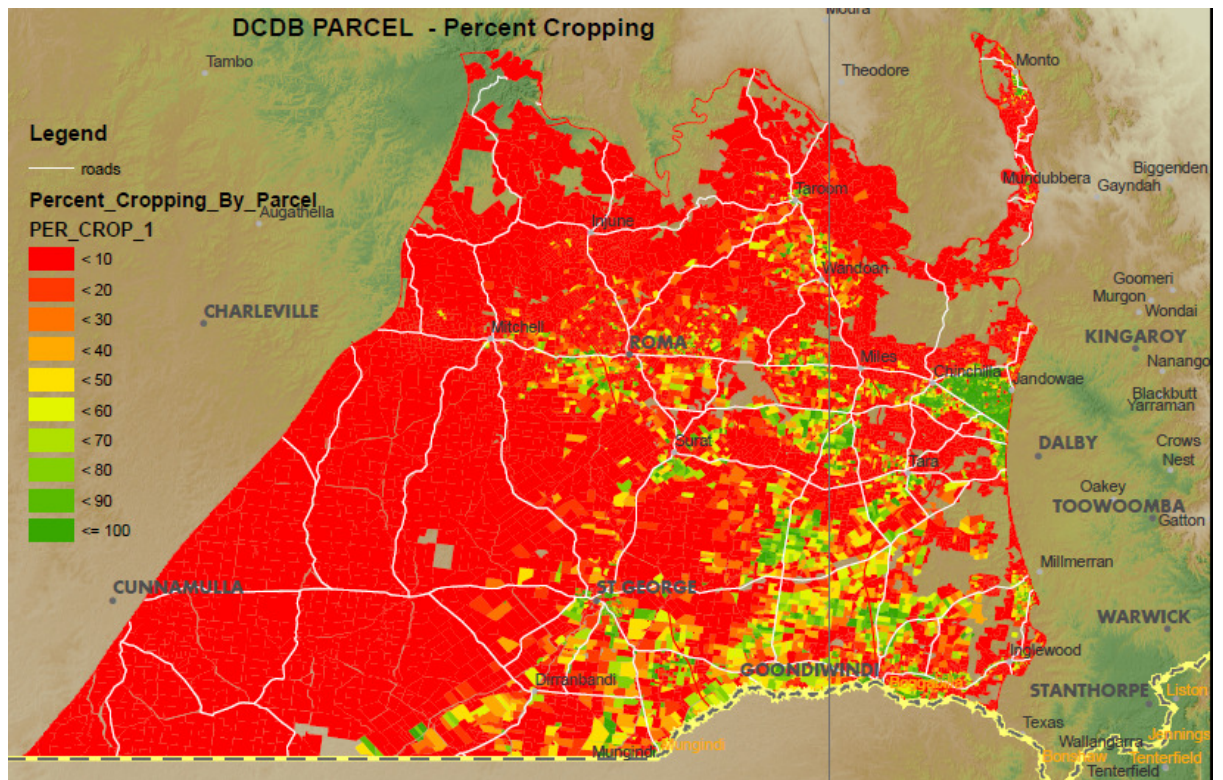 DCDB PARCEL - Percent Cropping
Moura
Tambo
Theodore
Monto
Legend
roads
Percent_Cropping_By_Parcel
PER_CROP_1
< 10
< 20
< 30
< 40
< 50
< 60
< 70
< 80
< 90
<= 100
Augathella
Biggenden
Mundubbera
Gayndah
Taroom
Injune
Wandoan
Goomeri
Murgon
Wondai
CHARLEVILLE
Mitchell
ROMA
KINGAROY
Miles
Nanango
Chinchilla
Jandowae
Blackbutt
Yarraman
Surat
DALBY
Crows
Nest
Tara
Oakey
TOOWOOMBA
Gatton
Millmerran
CUNNAMULLA
ST GEORGE
WARWICK
Inglewood
GOONDIWINDI
Dirranbandi
STANTHORPE
Liston
Texas
Mungindi
Mungindi
Wallangarra
Jennings
Bonshaw
Tenterfield
Tenterfield